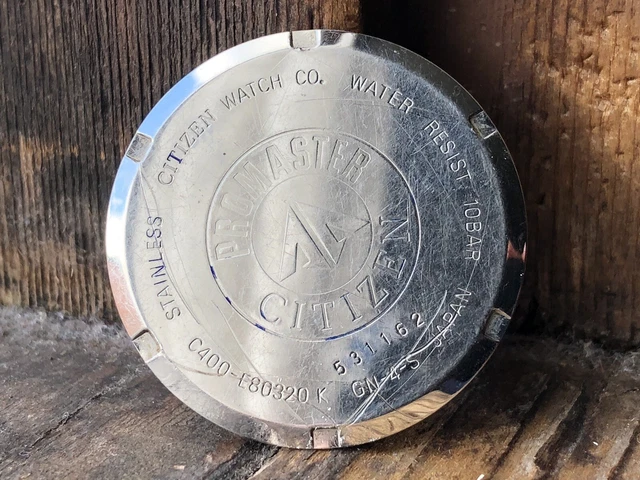 STAINLESS CITIZEN WATCH CO. WATER RESIST 10BAR
PROMASTER
CITIZEN
531162
C400-E80320 K GN-4-S JAPAN